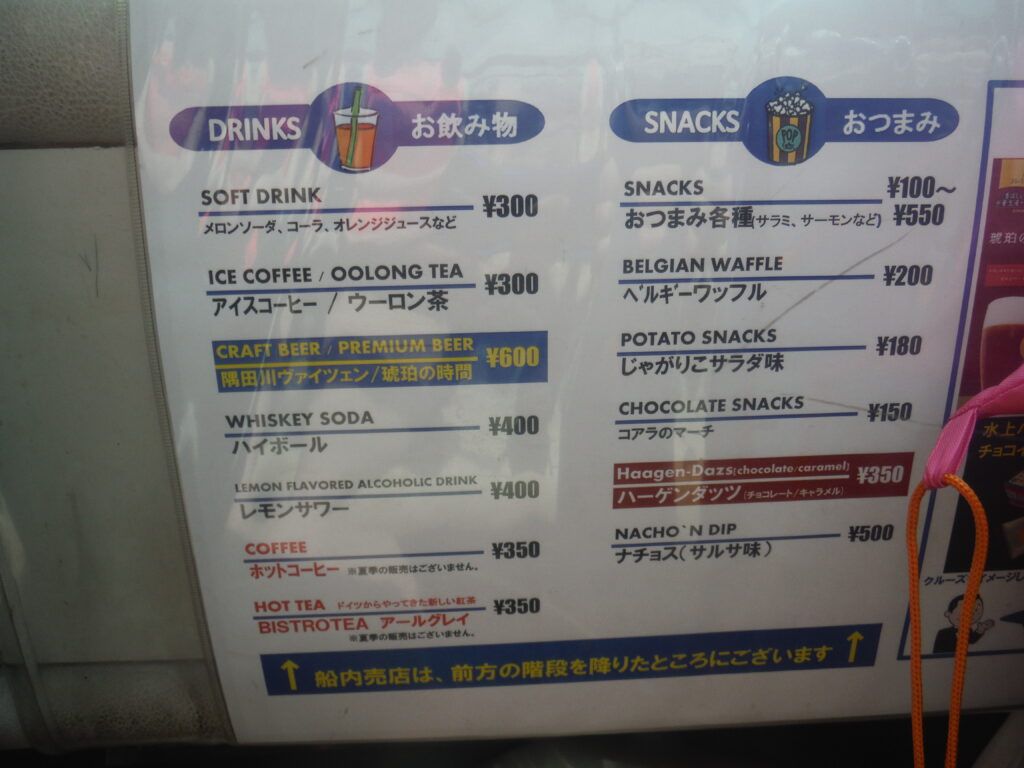 DRINKS お飲み物
SOFT DRINK ¥300
メロンソーダ、コーラ、オレンジジュースなど
ICE COFFEE / OOLONG TEA ¥300
アイスコーヒー / ウーロン茶
CRAFT BEER / PREMIUM BEER ¥600
隅田川ヴァイツェン/琥珀の時間
WHISKEY SODA ¥400
ハイボール
LEMON FLAVORED ALCOHOLIC DRINK ¥400
レモンサワー
COFFEE ¥350
ホットコーヒー ※夏季の販売はございません。
HOT TEA ドイツからやってきた新しい紅茶 ¥350
BISTROTEA アールグレイ
※夏季の販売はございません。
SNACKS POP おつまみ
SNACKS ¥100〜
おつまみ各種(サラミ、サーモンなど) ¥550
BELGIAN WAFFLE ¥200
ベルギーワッフル
POTATO SNACKS ¥180
じゃがりこサラダ味
CHOCOLATE SNACKS ¥150
コアラのマーチ
Haagen-Dazs(chocolate/caramel) ¥350
ハーゲンダッツ(チョコレート/キャラメル)
NACHO`N DIP ¥500
ナチョス(サルサ味)
↑ 船内売店は、前方の階段を降りたところにございます ↑
琥珀の
水上
チョコ
クルーズ イメージ